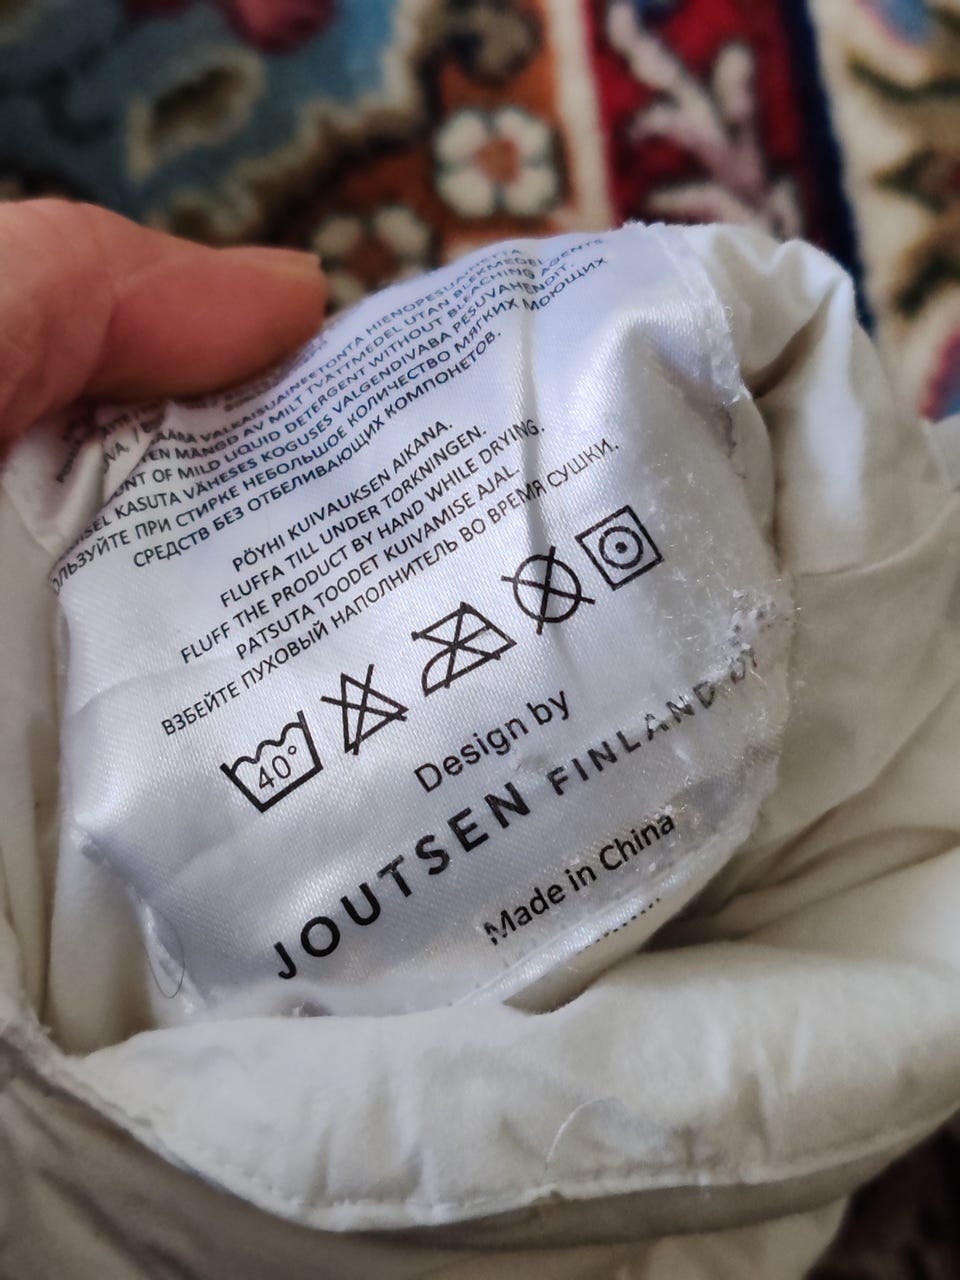 HIENOPESUAINETTA
VALKAISUAINEETONTA
MÄNGD AV MILT TVÄTTMEDEL UTAN BLEKMEDEL
OF MILD LIQUID DETERGENT WITHOUT BLEACHING
KASUTA VÄHESES KOGUSES VALGENDIVABA PESUVAHENDIT.
ПРИ СТИРКЕ НЕБОЛЬШОЕ КОЛИЧЕСТВО МЯГКИХ МОЮЩИХ
СРЕДСТВ БЕЗ ОТБЕЛИВАЮЩИХ КОМПОНЕТОВ.
PÖYHI KUIVAUKSEN AIKANA.
FLUFFA TILL UNDER TORKNINGEN.
FLUFF THE PRODUCT BY HAND WHILE DRYING.
PATSUTA TOODET KUIVAMISE AJAL.
ВЗБЕЙТЕ ПУХОВЫЙ НАПОЛНИТЕЛЬ ВО ВРЕМЯ СУШКИ.
40°
Design by
JOUTSEN FINLAND OY
Made in China